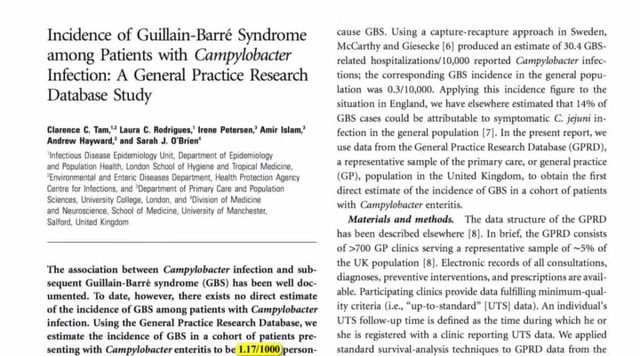 Incidence of Guillain-Barré Syndrome
among Patients with Campylobacter
Infection: A General Practice Research
Database Study
Clarence C. Tam,1,2 Laura C. Rodrigues,1 Irene Petersen,3 Amir Islam,3
Andrew Hayward,3 and Sarah J. O'Brien4
1Infectious Disease Epidemiology Unit, Department of Epidemiology
and Population Health, London School of Hygiene and Tropical Medicine,
2Environmental and Enteric Diseases Department, Health Protection Agency
Centre for Infections, and 3Department of Primary Care and Population
Sciences, University College, London, and 4Division of Medicine
and Neuroscience, School of Medicine, University of Manchester,
Salford, United Kingdom
The association between Campylobacter infection and sub-
sequent Guillain-Barré syndrome (GBS) has been well doc-
umented. To date, however, there exists no direct estimate
of the incidence of GBS among patients with Campylobacter
infection. Using the General Practice Research Database, we
estimate the incidence of GBS in a cohort of patients pre-
senting with Campylobacter enteritis to be 1.17/1000 person-
cause GBS. Using a capture-recapture approach in Sweden,
McCarthy and Giesecke [6] produced an estimate of 30.4 GBS-
related hospitalizations/10,000 reported Campylobacter infec-
tions; the corresponding GBS incidence in the general popu-
lation was 0.3/10,000. Applying this incidence figure to the
situation in England, we have elsewhere estimated that 14% of
GBS cases could be attributable to symptomatic C. jejuni in-
fection in the general population [7]. In the present report, we
use data from the General Practice Research Database (GPRD),
a representative sample of the primary care, or general practice
(GP), population in the United Kingdom, to obtain the first
direct estimate of the incidence of GBS in a cohort of patients
with Campylobacter enteritis.
Materials and methods. The data structure of the GPRD
has been described elsewhere [8]. In brief, the GPRD consists
of >700 GP clinics serving a representative sample of ~5% of
the UK population [8]. Electronic records of all consultations,
diagnoses, preventive interventions, and prescriptions are avail-
able. Participating clinics provide data fulfilling minimum-qual-
ity criteria (i.e., "up-to-standard" [UTS] data). An individual's
UTS follow-up time is defined as the time during which he or
she is registered with a clinic reporting UTS data. We applied
standard survival-analysis techniques to GPRD data from the